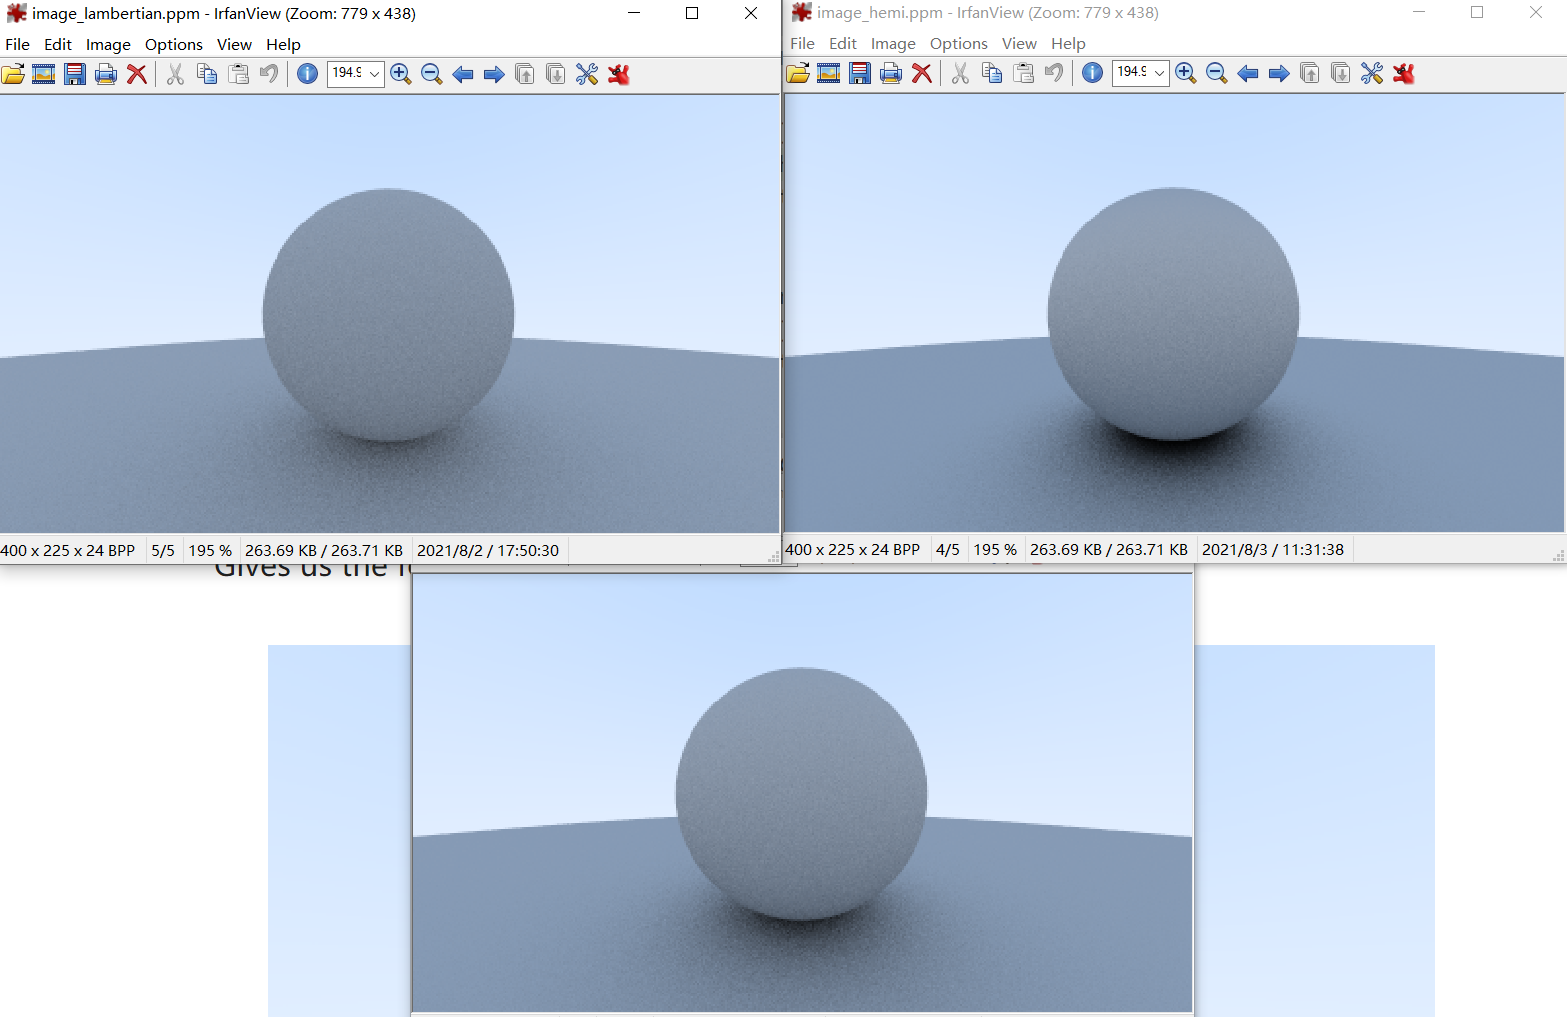 image_lambertian.ppm - IrfanView (Zoom: 779 x 438)
File Edit Image Options View Help
194.9
400 x 225 x 24 BPP 5/5 195 % 263.69 KB / 263.71 KB 2021/8/2 / 17:50:30
image_hemi.ppm - IrfanView (Zoom: 779 x 438)
File Edit Image Options View Help
194.9
400 x 225 x 24 BPP 4/5 195 % 263.69 KB / 263.71 KB 2021/8/3 / 11:31:38
Gives us the